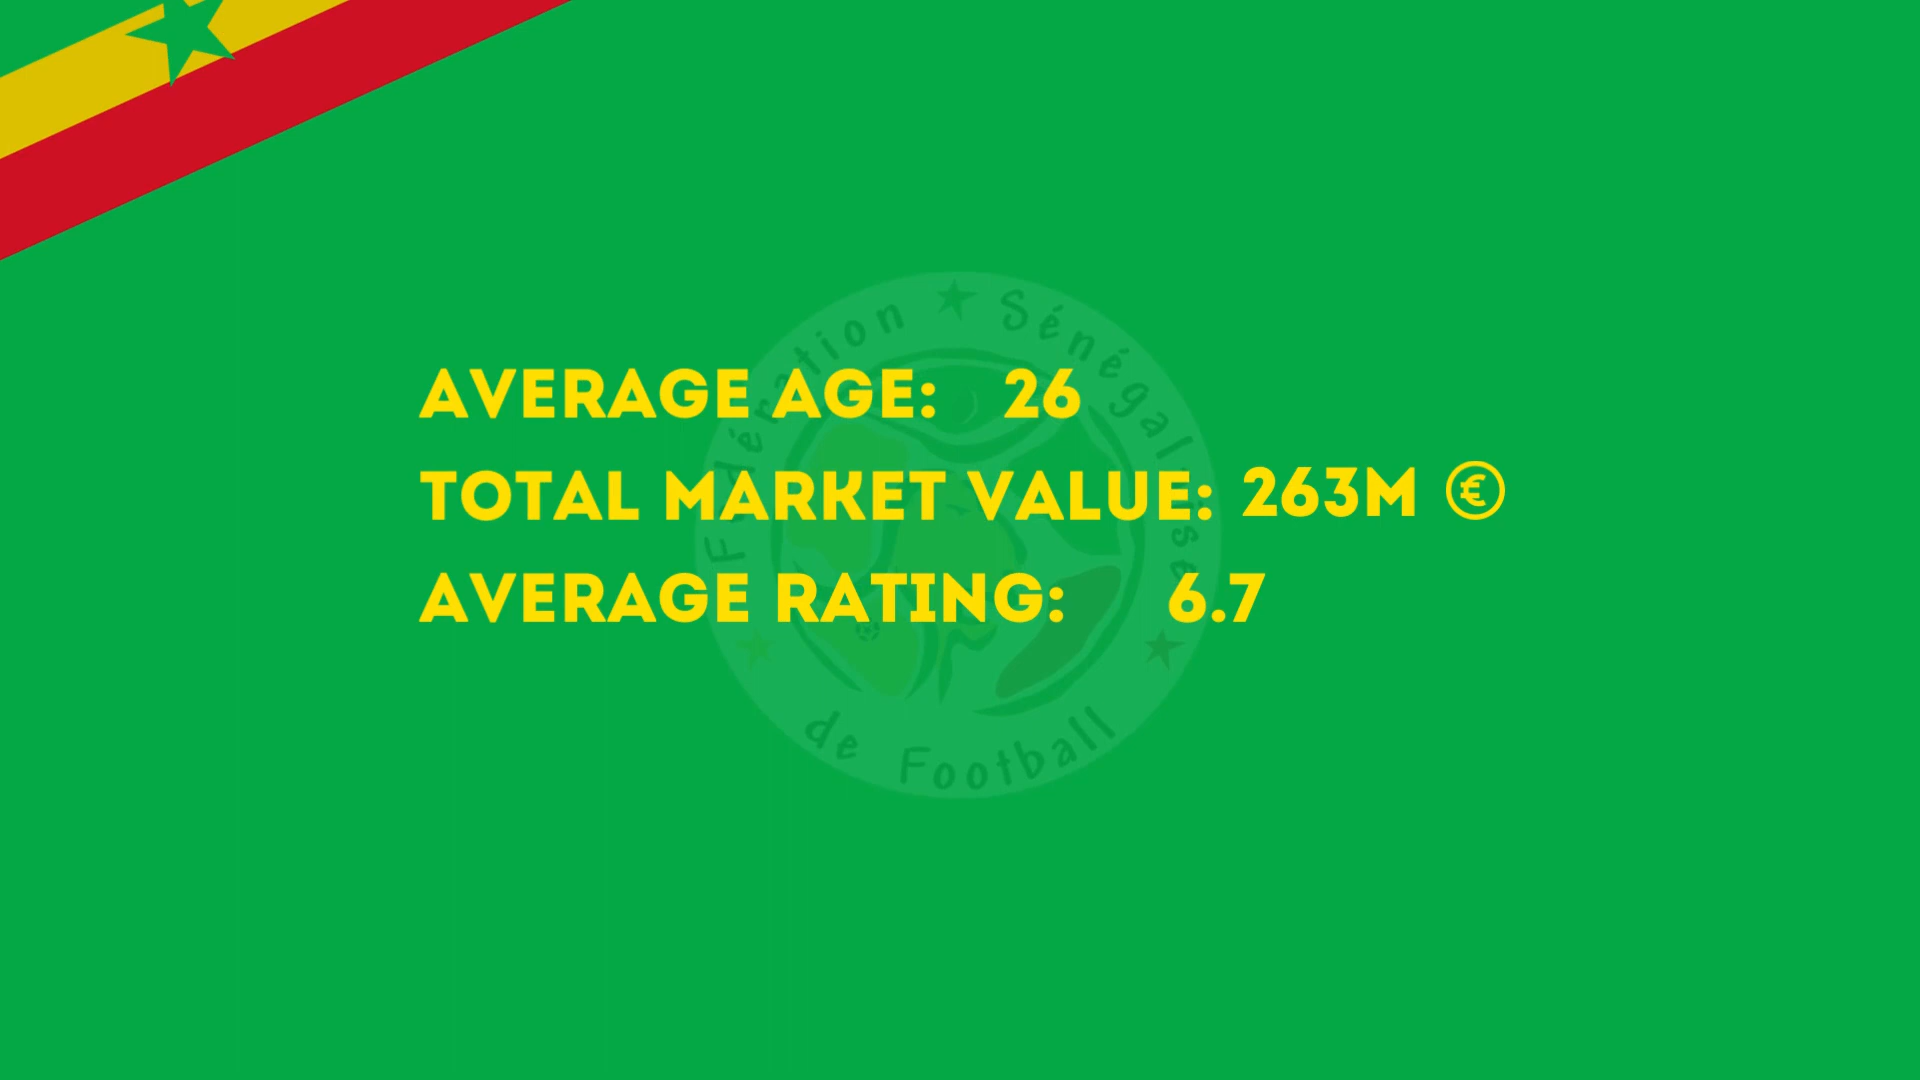 Fédération Sénégalaise
AVERAGE AGE: 26
TOTAL MARKET VALUE: 263M €
AVERAGE RATING: 6.7
de Football